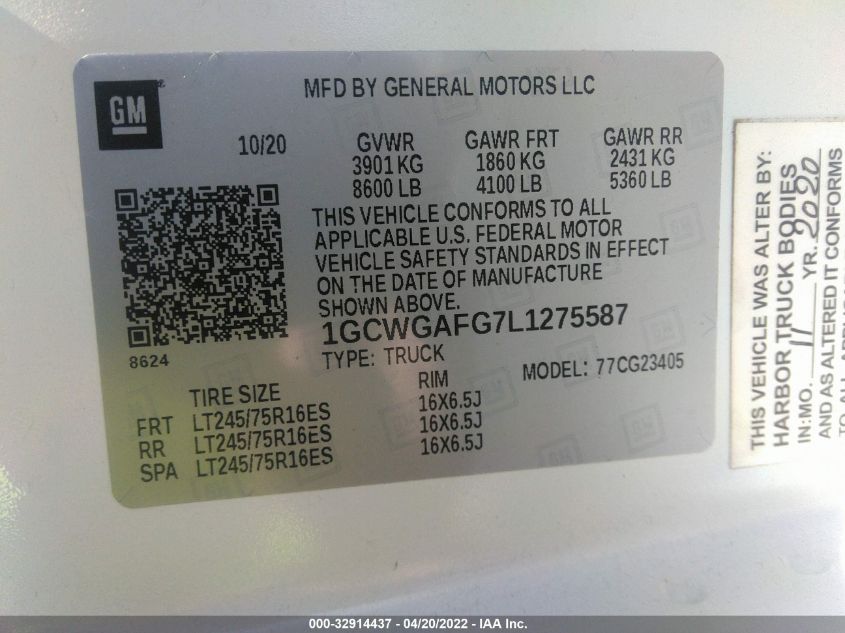 GM
MFD BY GENERAL MOTORS LLC
10/20 GVWR GAWR FRT GAWR RR
3901 KG 1860 KG 2431 KG
8600 LB 4100 LB 5360 LB
THIS VEHICLE CONFORMS TO ALL
APPLICABLE U.S. FEDERAL MOTOR
VEHICLE SAFETY STANDARDS IN EFFECT
ON THE DATE OF MANUFACTURE
SHOWN ABOVE.
1GCWGAFG7L1275587
8624
TYPE: TRUCK MODEL: 77CG23405
TIRE SIZE RIM
FRT LT245/75R16ES 16X6.5J
RR LT245/75R16ES 16X6.5J
SPA LT245/75R16ES 16X6.5J
THIS VEHICLE WAS ALTER BY:
HARBOR TRUCK BODIES
IN:MO. 11 YR. 2020
AND AS ALTERED IT CONFORMS
000-32914437 - 04/20/2022 - IAA Inc.